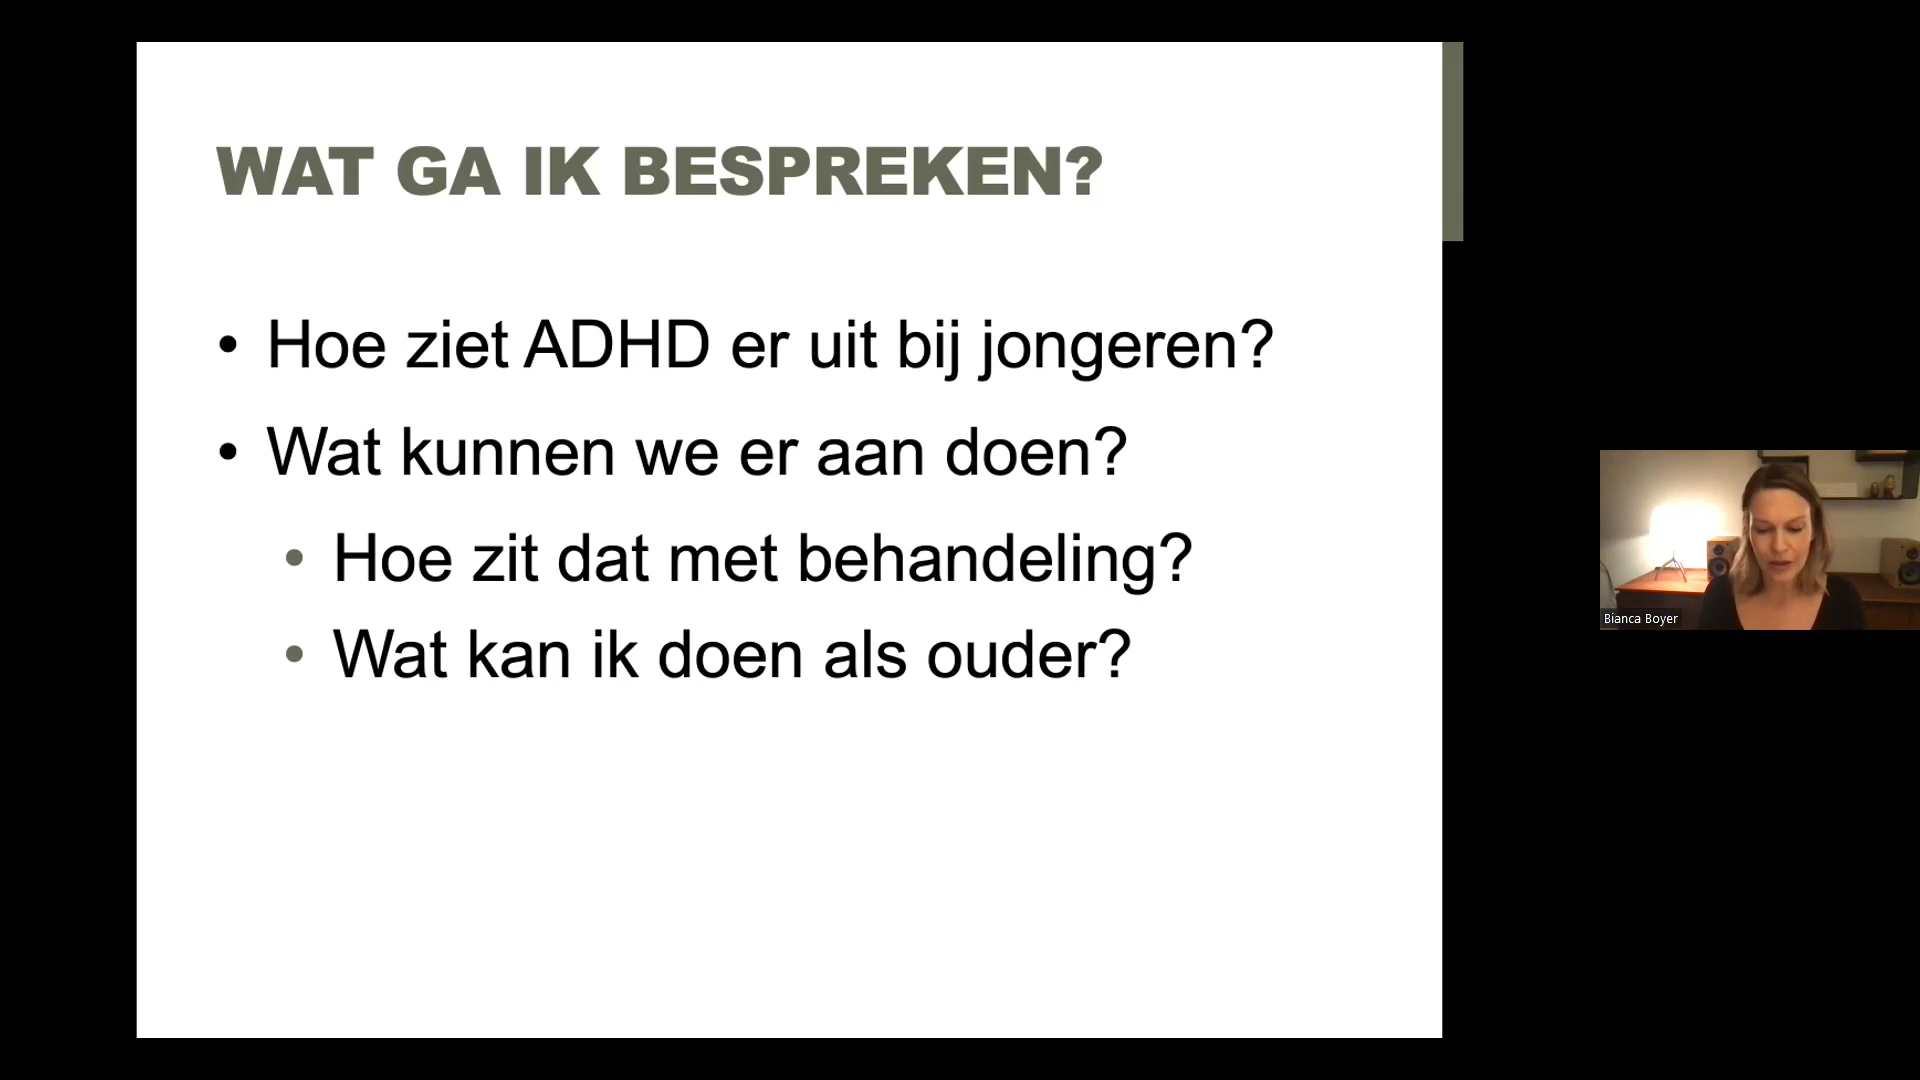 WAT GA IK BESPREKEN?
• Hoe ziet ADHD er uit bij jongeren?
• Wat kunnen we er aan doen?
• Hoe zit dat met behandeling?
• Wat kan ik doen als ouder?
Bianca Boyer